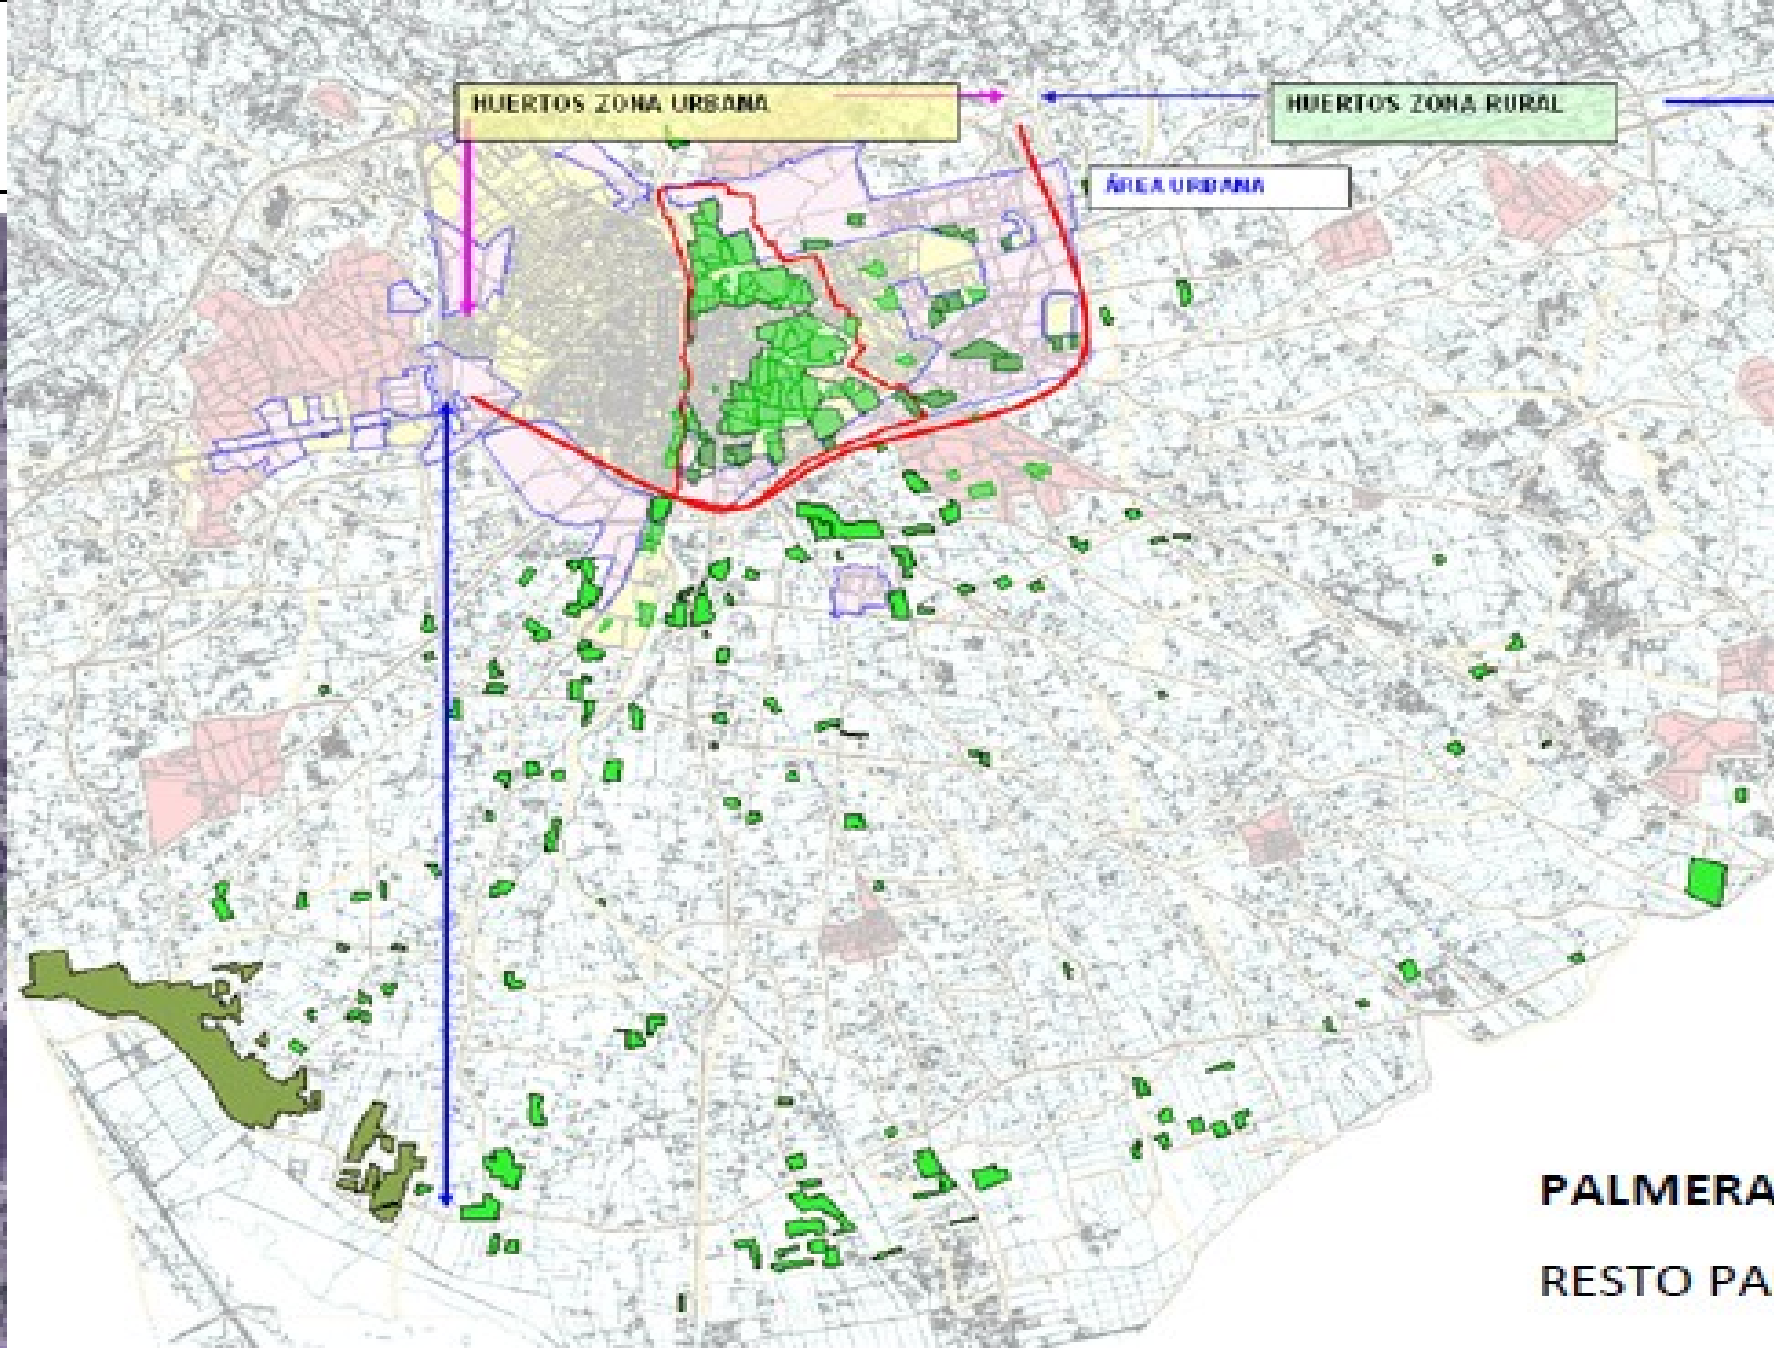 HUERTOS ZONA URBANA
HUERTOS ZONA RURAL
ÁREA URBANA
PALMERA
RESTO PA